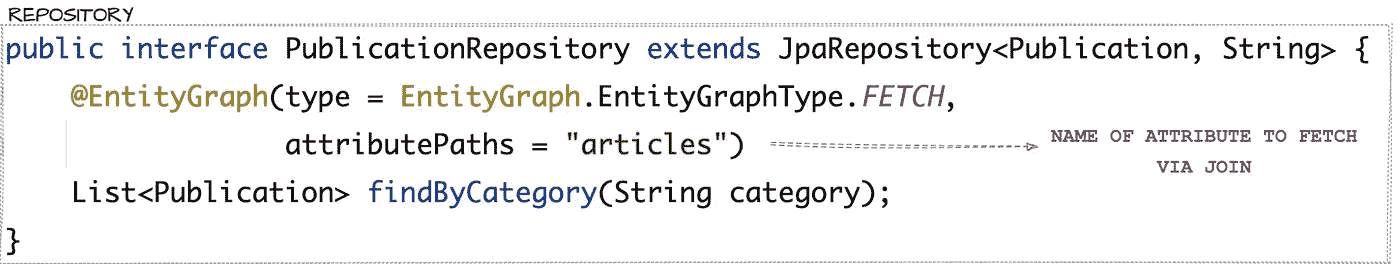 REPOSITORY
public interface PublicationRepository extends JpaRepository<Publication, String> {
@EntityGraph(type = EntityGraph.EntityGraphType.FETCH,
attributePaths = "articles")
NAME OF ATTRIBUTE TO FETCH
VIA JOIN
List<Publication> findByCategory(String category);
}